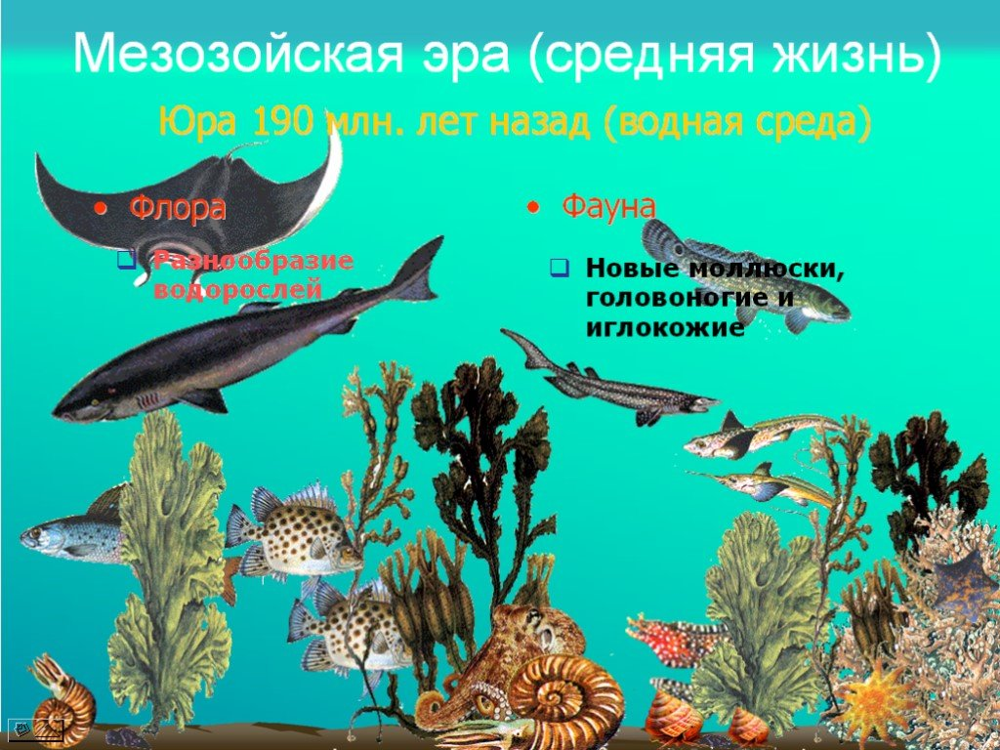 Мезозойская эра (средняя жизнь)
Юра 190 млн. лет назад (водная среда)
• Флора
Разнообразие
водорослей
• Фауна
Новые моллюски,
головоногие и
иглокожие